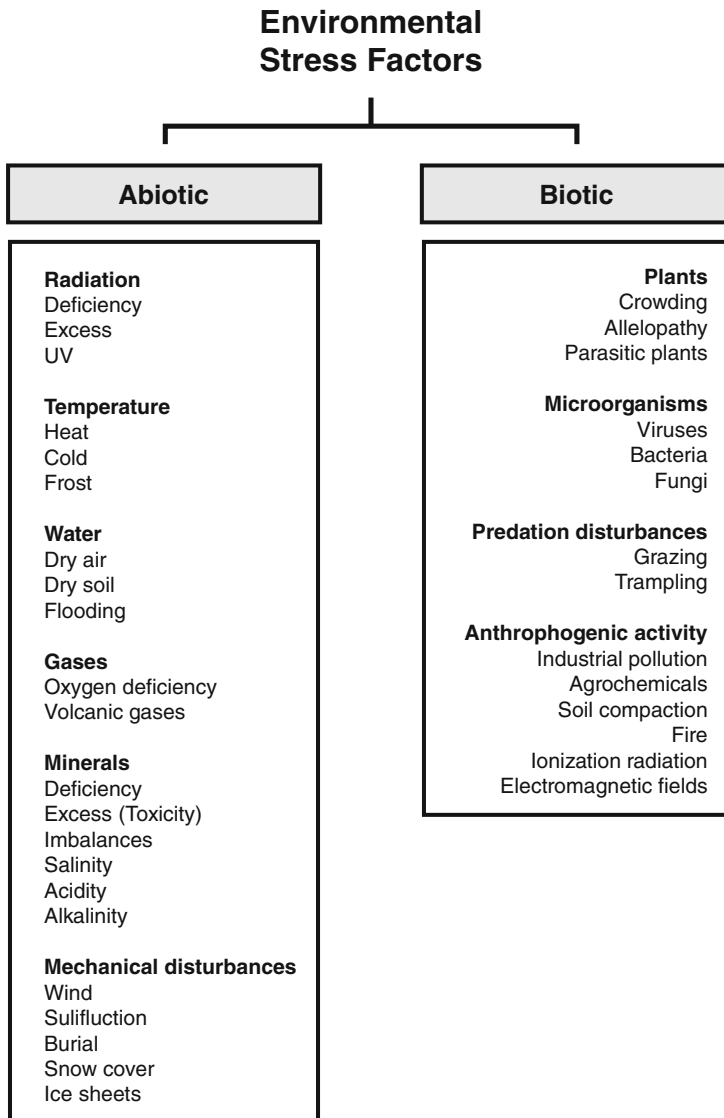 Environmental
Stress Factors
Abiotic
Radiation
Deficiency
Excess
UV
Temperature
Heat
Cold
Frost
Water
Dry air
Dry soil
Flooding
Gases
Oxygen deficiency
Volcanic gases
Minerals
Deficiency
Excess (Toxicity)
Imbalances
Salinity
Acidity
Alkalinity
Mechanical disturbances
Wind
Sulifluction
Burial
Snow cover
Ice sheets
Biotic
Plants
Crowding
Allelopathy
Parasitic plants
Microorganisms
Viruses
Bacteria
Fungi
Predation disturbances
Grazing
Trampling
Anthrophogenic activity
Industrial pollution
Agrochemicals
Soil compaction
Fire
Ionization radiation
Electromagnetic fields